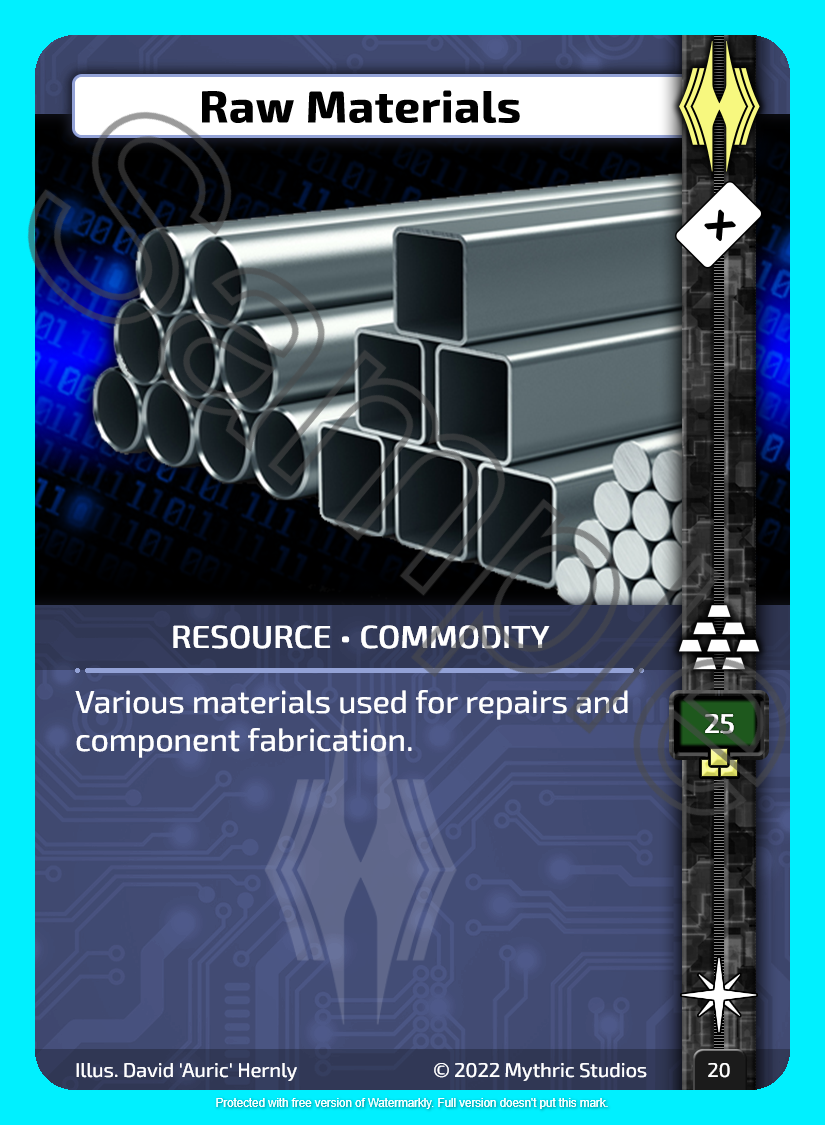 Raw Materials
+
RESOURCE • COMMODITY
Various materials used for repairs and
component fabrication.
25
Illus. David 'Auric' Hernly
© 2022 Mythric Studios
20
Sample
Protected with free version of Watermarkly. Full version doesn't put this mark.